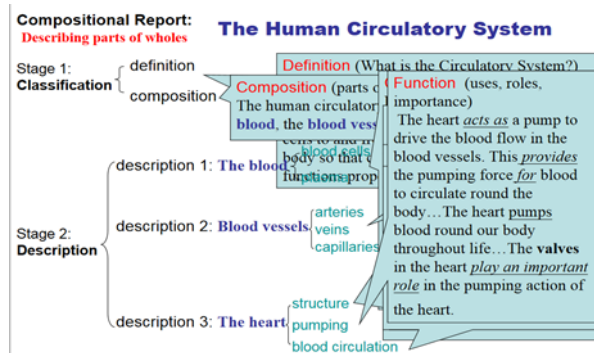 Compositional Report:
Describing parts of wholes
The Human Circulatory System
Stage 1:
Classification
definition
composition
Definition (What is the Circulatory System?)
Composition (parts o
The human circulator
blood, the blood vess
body so that
functions prop
Stage 2:
Description
description 1: The blood
blood cells
plasma
description 2: Blood vessels
arteries
veins
capillaries
description 3: The heart
structure
pumping
blood circulation
Function (uses, roles,
importance)
The heart acts as a pump to
drive the blood flow in the
blood vessels. This provides
the pumping force for blood
to circulate round the
body…The heart pumps
blood round our body
throughout life…The valves
in the heart play an important
role in the pumping action of
the heart.